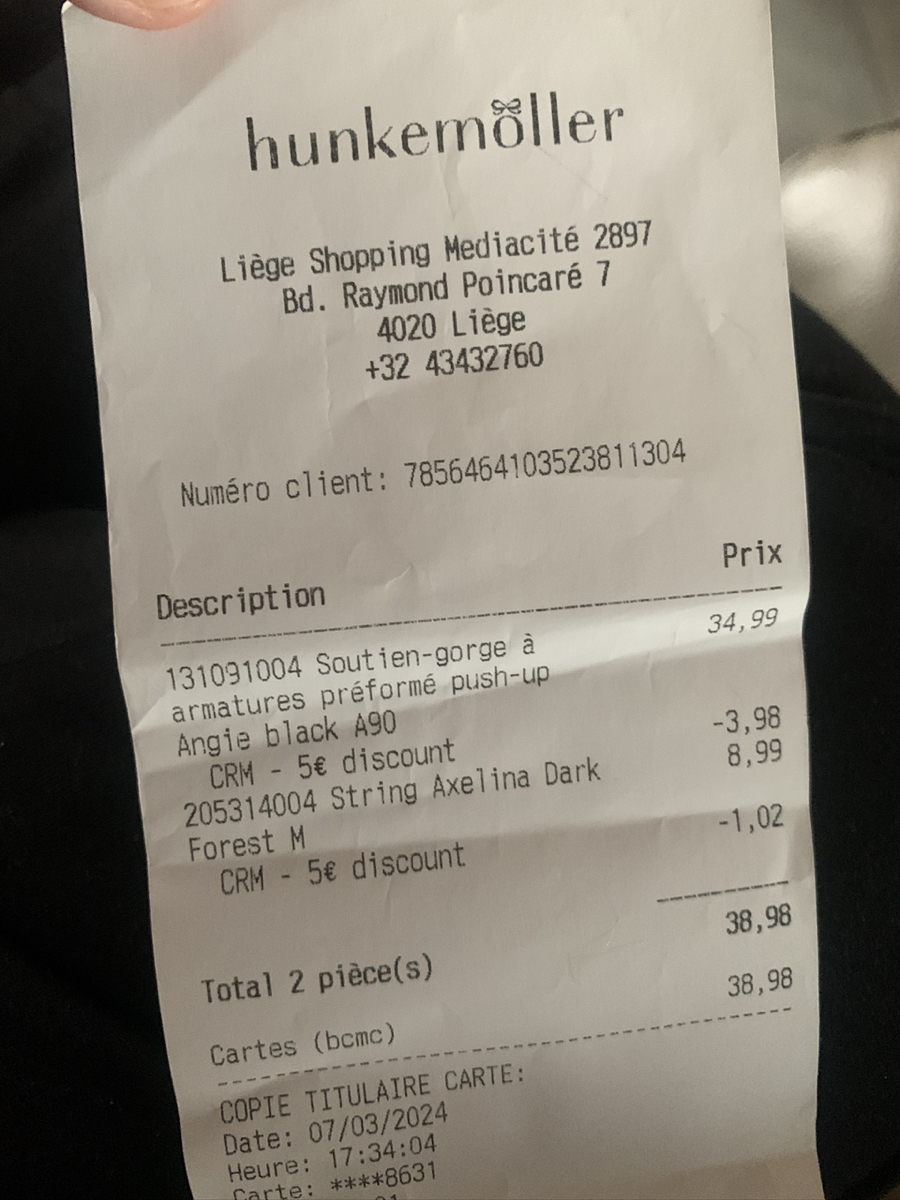 hunkemöller
Liège Shopping Mediacité 2897
Bd. Raymond Poincaré 7
4020 Liège
+32 43432760
Numéro client: 7856464103523811304
Description Prix
131091004 Soutien-gorge à 34,99
armatures préformé push-up
Angie black A90
CRM - 5€ discount -3,98
205314004 String Axelina Dark 8,99
Forest M
CRM - 5€ discount -1,02
38,98
Total 2 pièce(s)
Cartes (bcmc) 38,98
COPIE TITULAIRE CARTE:
Date: 07/03/2024
Heure: 17:34:04
Carte: ****8631